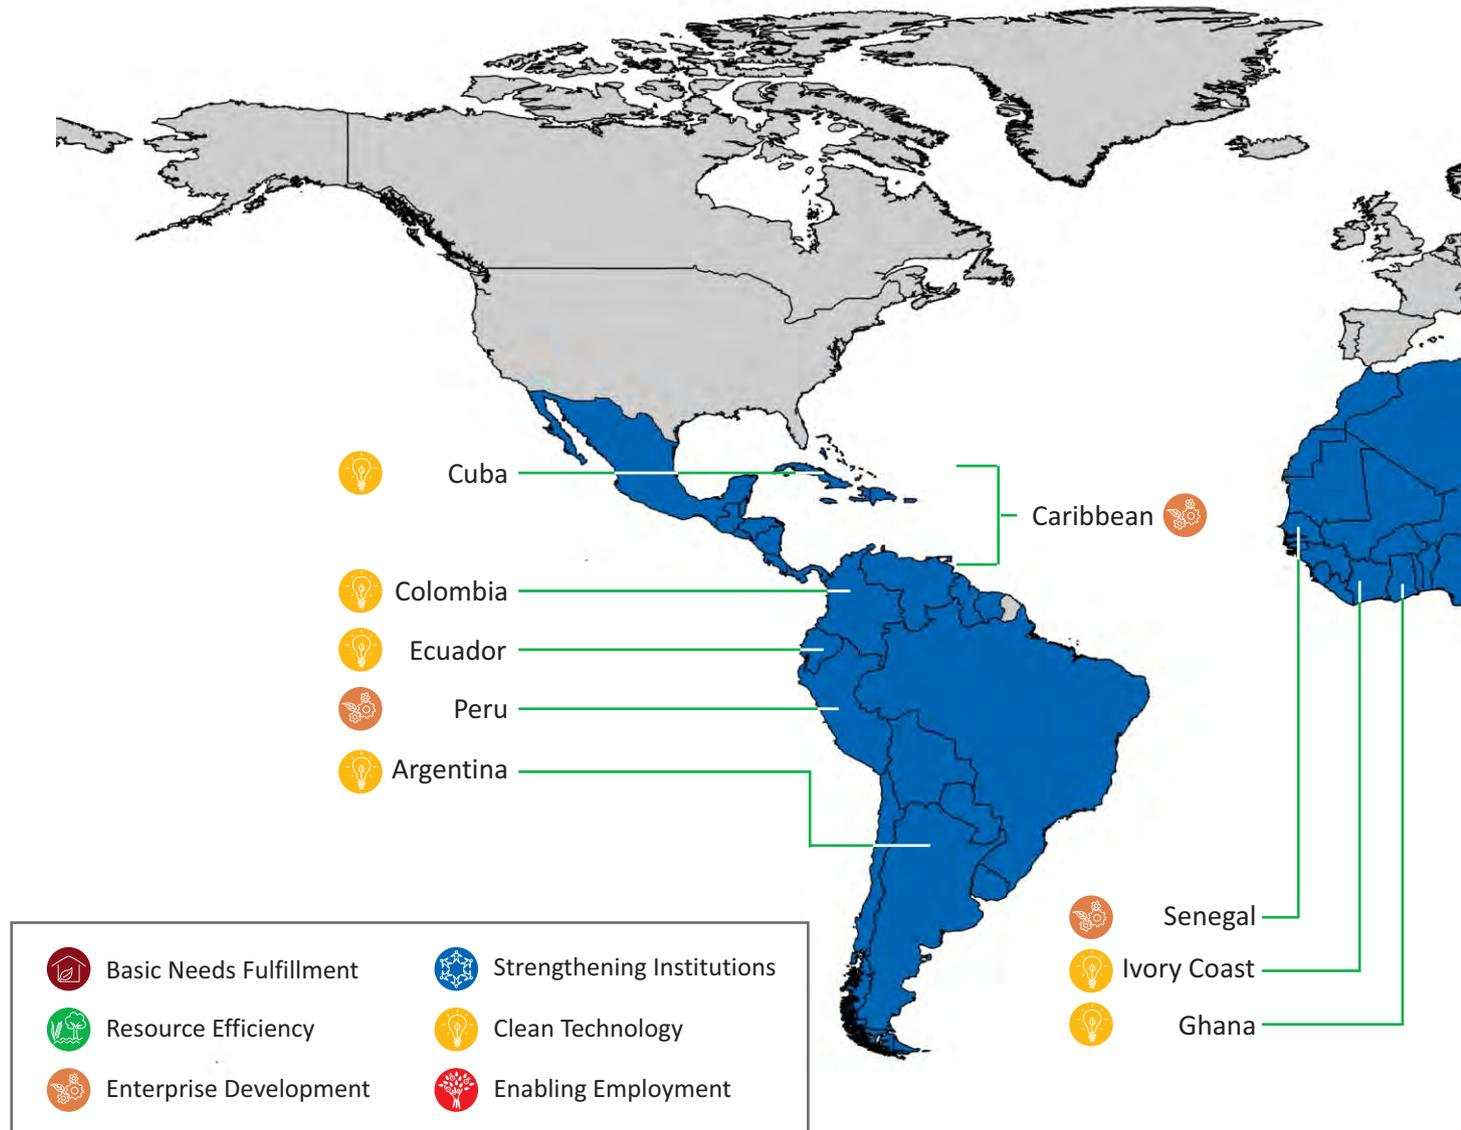 Cuba
Caribbean
Colombia
Ecuador
Peru
Argentina
Senegal
Ivory Coast
Ghana
Basic Needs Fulfillment
Strengthening Institutions
Resource Efficiency
Clean Technology
Enterprise Development
Enabling Employment